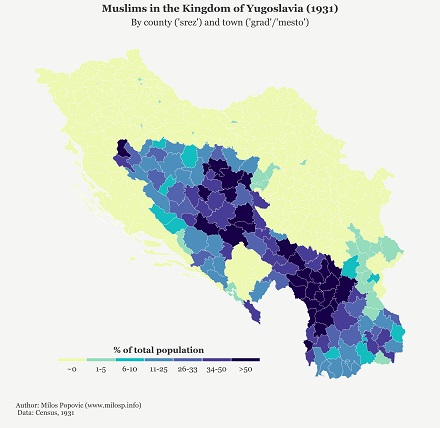 Muslims in the Kingdom of Yugoslavia (1931)
By county ('srez') and town ('grad'/'mesto')
% of total population
~0 1-5 6-10 11-25 26-33 34-50 >50
Author: Milos Popovic (www.milosp.info)
Data: Census, 1931